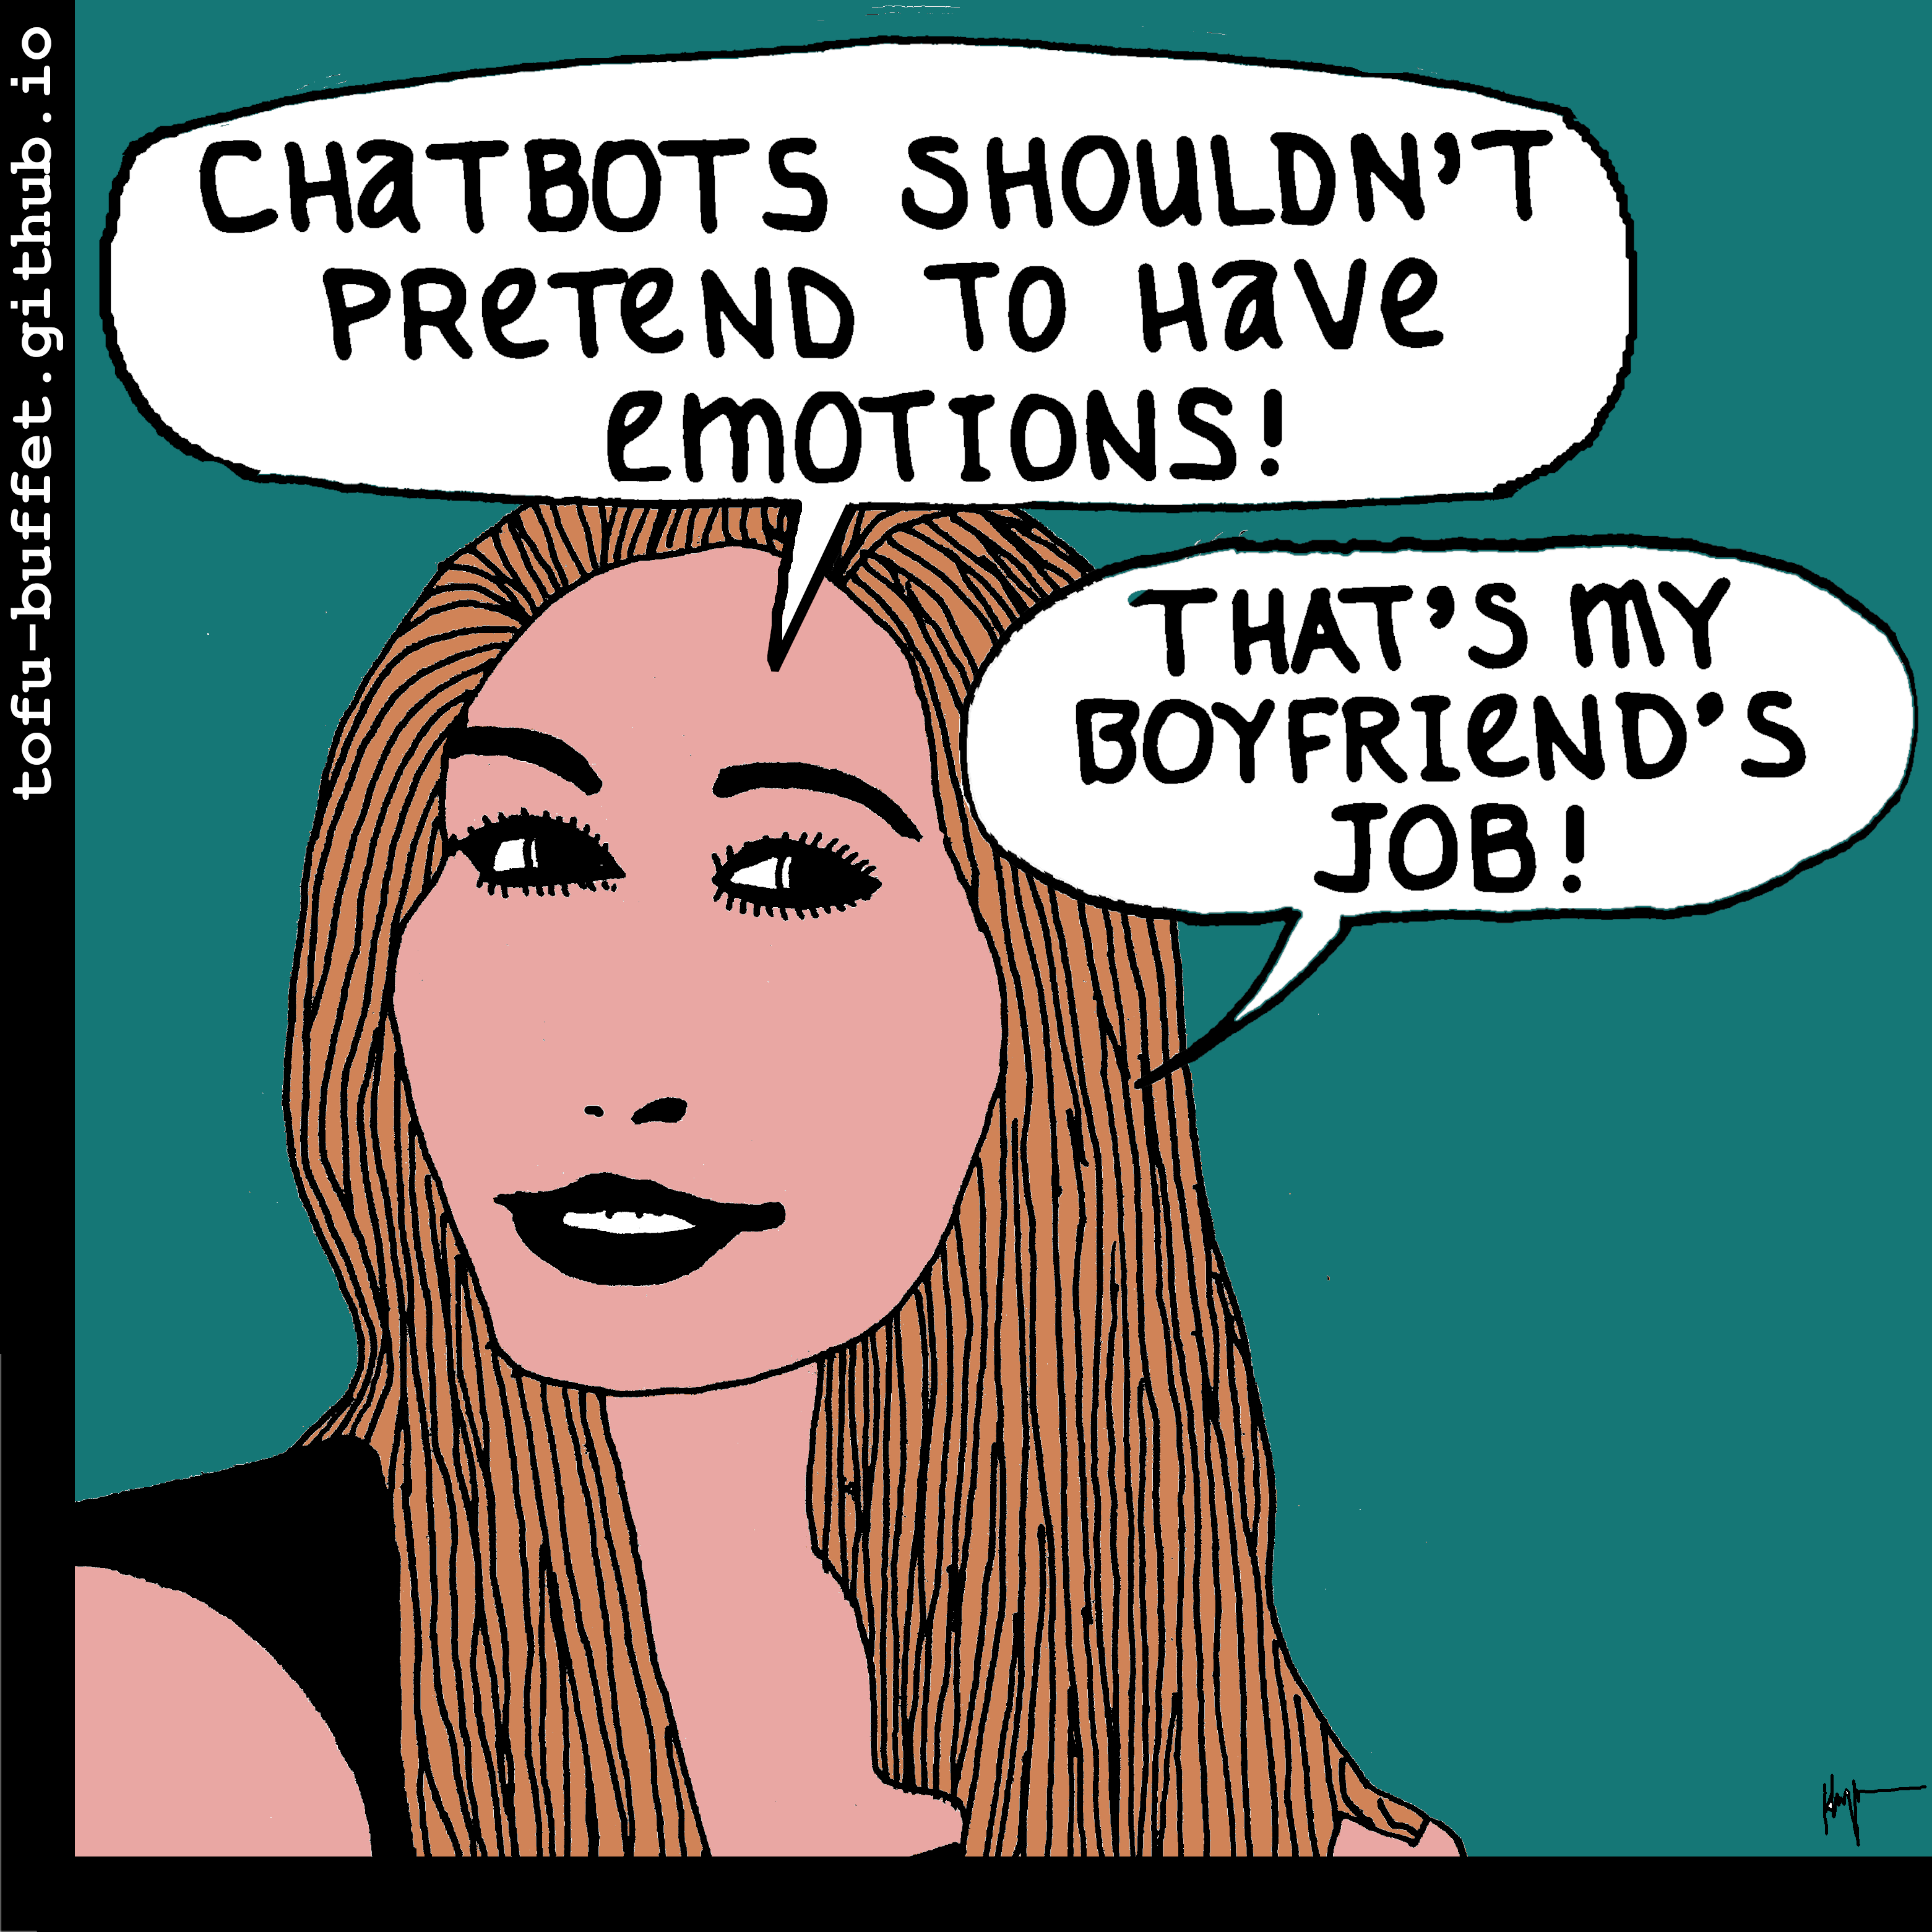 tofu-buffet.github.io
CHaTBOTS SHOULDN'T
PReTeND TO HaVe
emOTIONS!
THAT'S MY
BOYFRIeND'S
JOB!